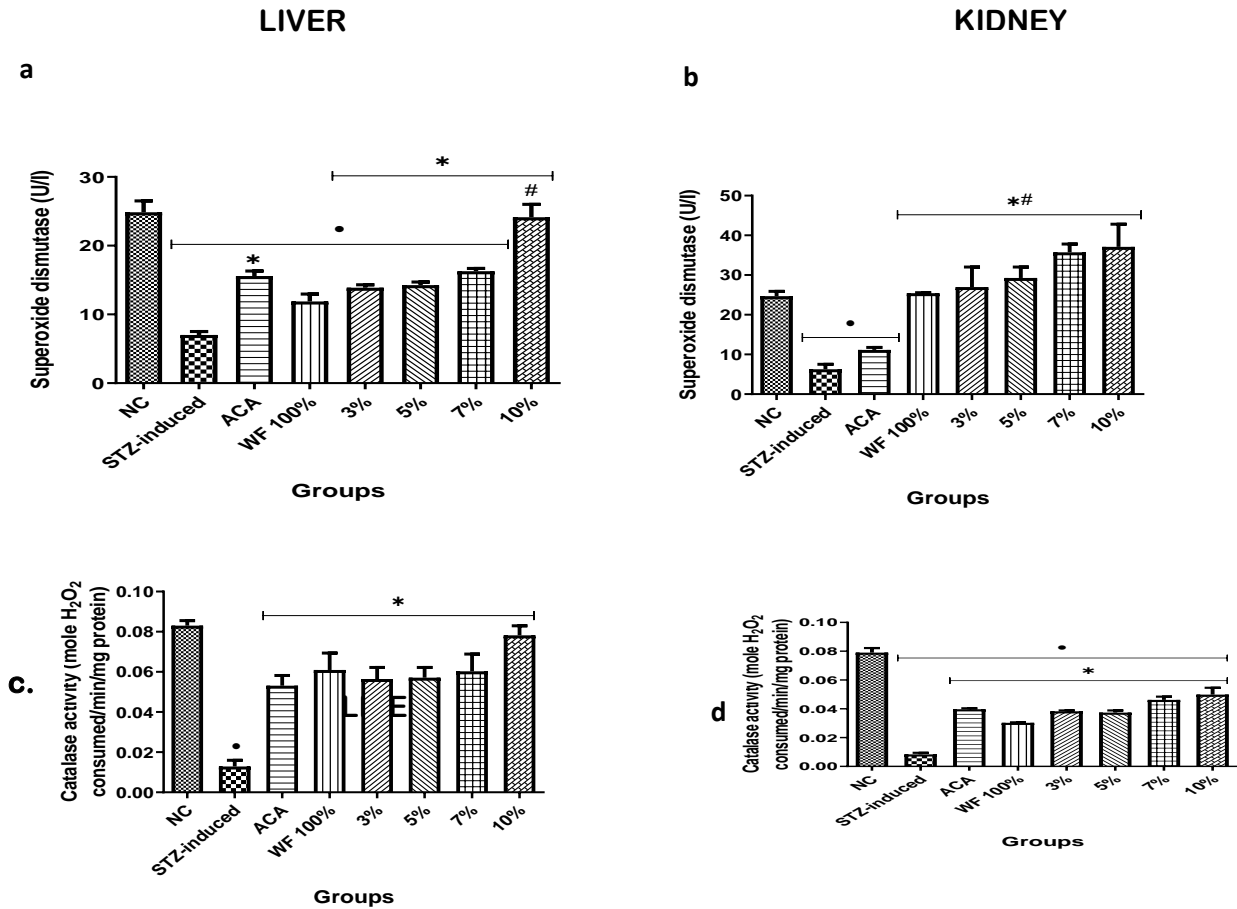 LIVER
KIDNEY
a
b
Superoxide dismutase (U/l)
30
20
10
0
*
•
*
#
NC
STZ-induced
ACA
WF 100%
3%
5%
7%
10%
Groups
Superoxide dismutase (U/l)
50
40
30
20
10
0
*#
•
NC
STZ-induced
ACA
WF 100%
3%
5%
7%
10%
Groups
c.
Catalase activity (mole H₂O₂
consumed/min/mg protein)
0.10
0.08
0.06
0.04
0.02
0.00
*
•
NC
STZ-induced
ACA
WF 100%
3%
5%
7%
10%
Groups
d
Catalase activity (mole H₂O₂
consumed/min/mg protein)
0.10
0.08
0.06
0.04
0.02
0.00
•
*
NC
STZ-induced
ACA
WF 100%
3%
5%
7%
10%
Groups